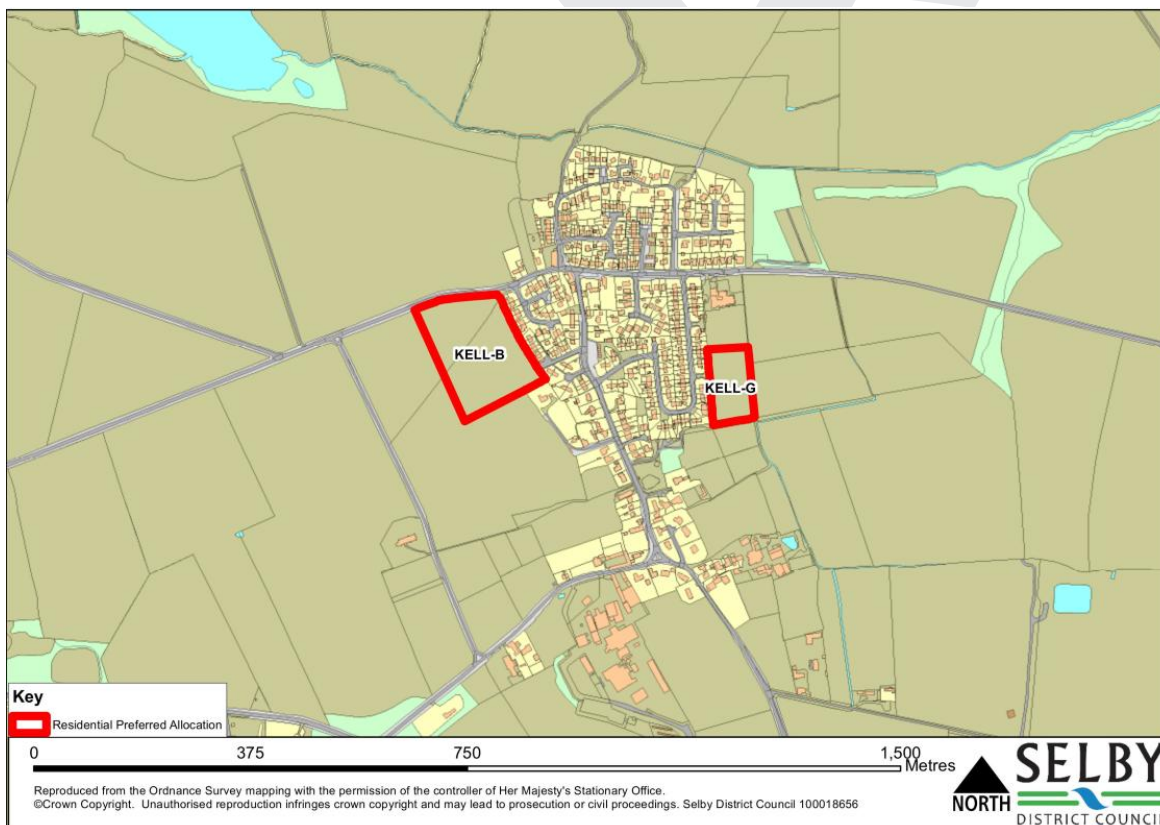 KELL-B
KELL-G
Key
Residential Preferred Allocation
0 375 750 1,500
Metres
Reproduced from the Ordnance Survey mapping with the permission of the controller of Her Majesty's Stationary Office.
©Crown Copyright. Unauthorised reproduction infringes crown copyright and may lead to prosecution or civil proceedings. Selby District Council 100018656
NORTH
SELBY
DISTRICT COUNCIL